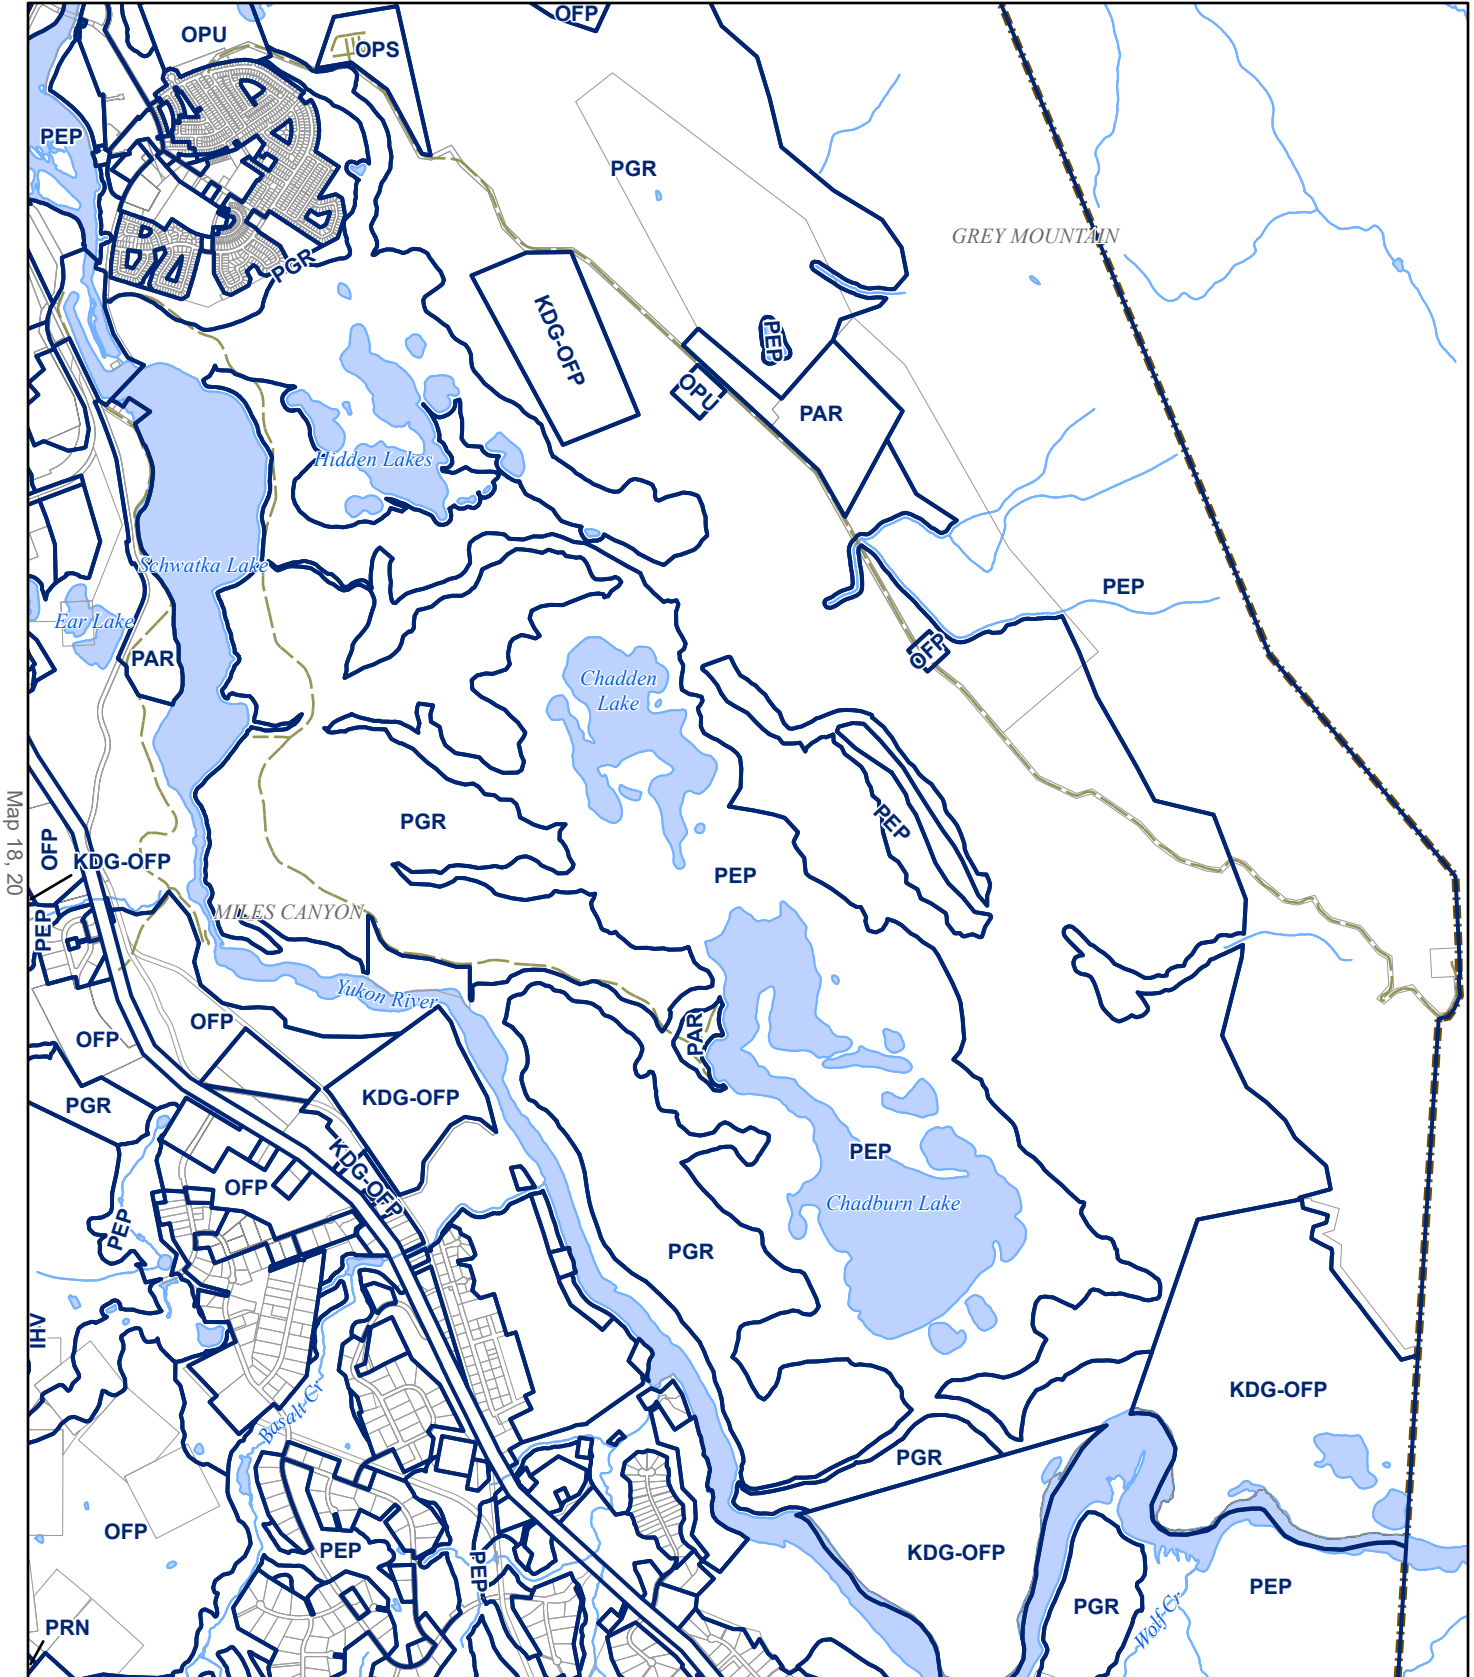 OFP
OPU
OPS
PEP
PGR
GREY MOUNTAIN
PGR
KDG-OFP
PEP
OPU
PAR
Hidden Lakes
Schwatka Lake
PEP
Ear Lake
PAR
OFP
Chadden
Lake
Map 18, 20
PGR
PEP
OFP
KDG-OFP
PEP
MILES CANYON
PEP
Yukon River
OFP
OFP
PAR
PGR
KDG-OFP
KDG-OFP
PEP
OFP
Chadburn Lake
PEP
PGR
IHV
KDG-OFP
Basalt Cr
PGR
OFP
PEP
PEP
KDG-OFP
PEP
PGR
Wolf Cr
PRN